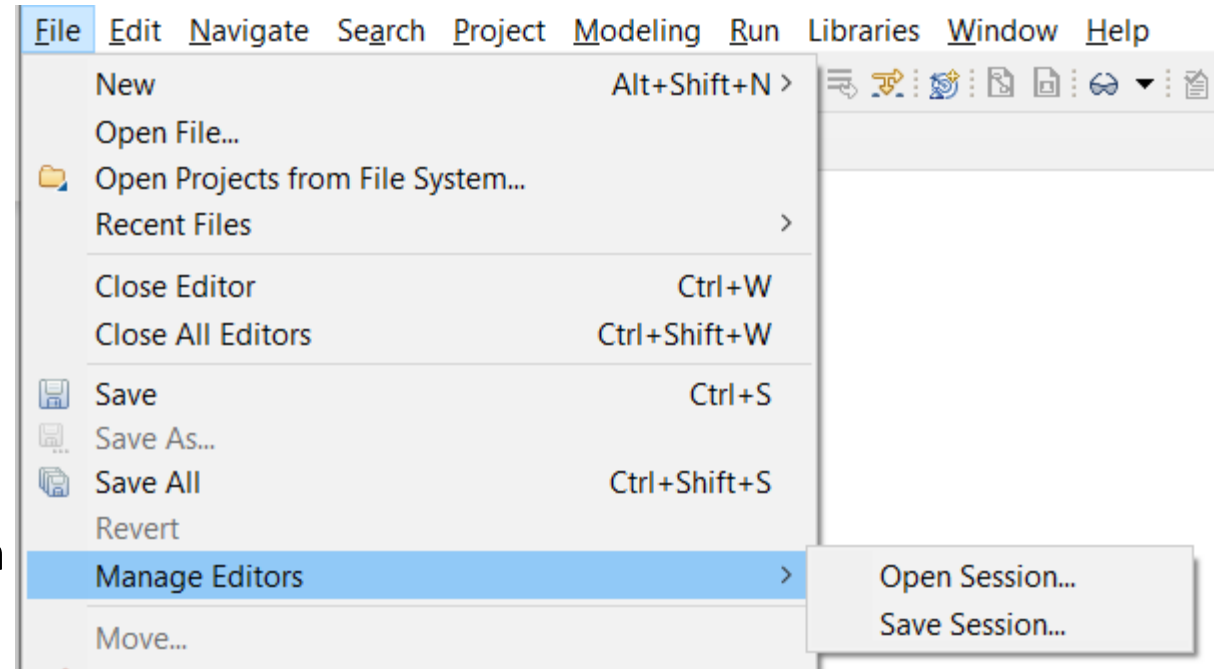 File Edit Navigate Search Project Modeling Run Libraries Window Help
New Alt+Shift+N >
Open File...
Open Projects from File System...
Recent Files >
Close Editor Ctrl+W
Close All Editors Ctrl+Shift+W
Save Ctrl+S
Save As...
Save All Ctrl+Shift+S
Revert
Manage Editors >
Open Session...
Save Session...
Move...